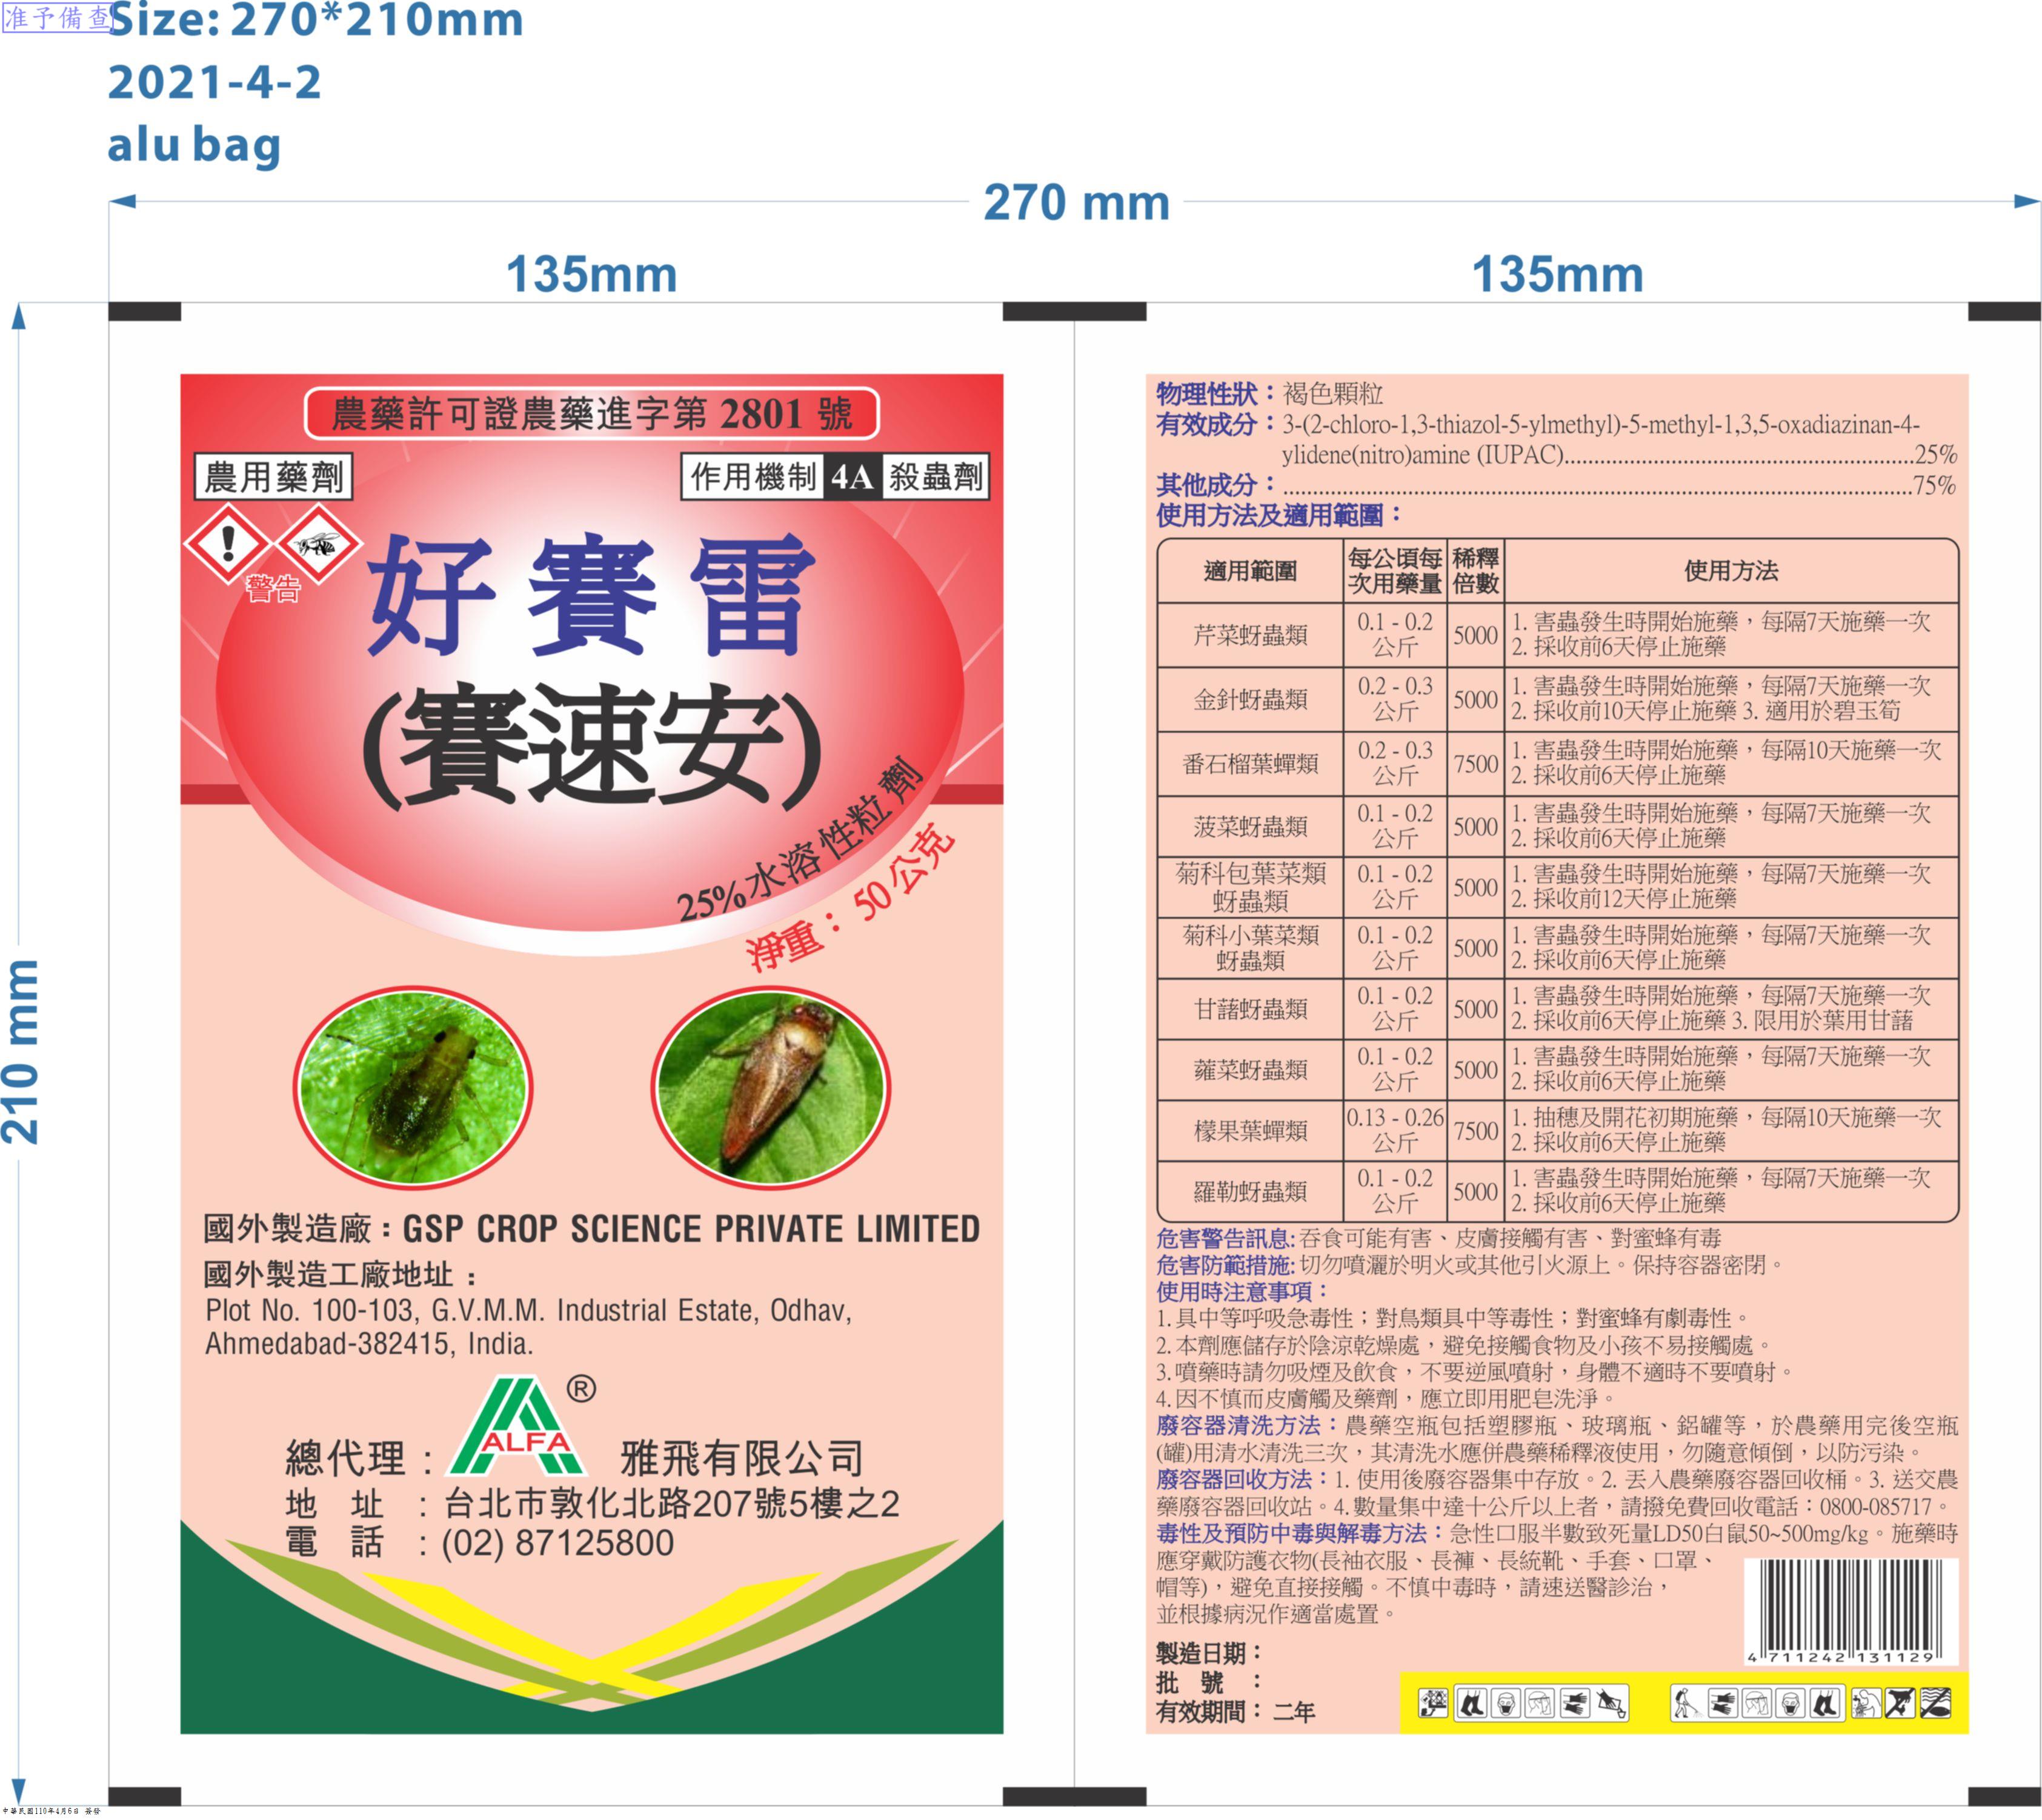 准予備查
Size: 270*210mm
2021-4-2
alu bag
270 mm
135mm
135mm
210 mm
農藥許可證農藥進字第 2801 號
農用藥劑
作用機制 4A 殺蟲劑
警告
好賽雷
(賽速安)
25%水溶性粒劑
淨重：50公克
國外製造廠：GSP CROP SCIENCE PRIVATE LIMITED
國外製造工廠地址：
Plot No. 100-103, G.V.M.M. Industrial Estate, Odhav,
Ahmedabad-382415, India.
ALFA ®
總代理： 雅飛有限公司
地 址 ：台北市敦化北路207號5樓之2
電 話 ：(02) 87125800
物理性狀：褐色顆粒
有效成分：3-(2-chloro-1,3-thiazol-5-ylmethyl)-5-methyl-1,3,5-oxadiazinan-4-
ylidene(nitro)amine (IUPAC)......................................................25%
其他成分：..................................................................................................75%
使用方法及適用範圍：
適用範圍 每公頃每次用藥量 稀釋倍數 使用方法
芹菜蚜蟲類 0.1 - 0.2 公斤 5000 1. 害蟲發生時開始施藥，每隔7天施藥一次
2. 採收前6天停止施藥
金針蚜蟲類 0.2 - 0.3 公斤 5000 1. 害蟲發生時開始施藥，每隔7天施藥一次
2. 採收前10天停止施藥 3. 適用於碧玉筍
番石榴葉蟬類 0.2 - 0.3 公斤 7500 1. 害蟲發生時開始施藥，每隔10天施藥一次
2. 採收前6天停止施藥
菠菜蚜蟲類 0.1 - 0.2 公斤 5000 1. 害蟲發生時開始施藥，每隔7天施藥一次
2. 採收前6天停止施藥
菊科包葉菜類蚜蟲類 0.1 - 0.2 公斤 5000 1. 害蟲發生時開始施藥，每隔7天施藥一次
2. 採收前12天停止施藥
菊科小葉菜類蚜蟲類 0.1 - 0.2 公斤 5000 1. 害蟲發生時開始施藥，每隔7天施藥一次
2. 採收前6天停止施藥
甘藷蚜蟲類 0.1 - 0.2 公斤 5000 1. 害蟲發生時開始施藥，每隔7天施藥一次
2. 採收前6天停止施藥 3. 限用於葉用甘藷
蕹菜蚜蟲類 0.1 - 0.2 公斤 5000 1. 害蟲發生時開始施藥，每隔7天施藥一次
2. 採收前6天停止施藥
檬果葉蟬類 0.13 - 0.26 公斤 7500 1. 抽穗及開花初期施藥，每隔10天施藥一次
2. 採收前6天停止施藥
羅勒蚜蟲類 0.1 - 0.2 公斤 5000 1. 害蟲發生時開始施藥，每隔7天施藥一次
2. 採收前6天停止施藥
危害警告訊息:吞食可能有害、皮膚接觸有害、對蜜蜂有毒
危害防範措施:切勿噴灑於明火或其他引火源上。保持容器密閉。
使用時注意事項：
1.具中等呼吸急毒性；對鳥類具中等毒性；對蜜蜂有劇毒性。
2.本劑應儲存於陰涼乾燥處，避免接觸食物及小孩不易接觸處。
3.噴藥時請勿吸煙及飲食，不要逆風噴射，身體不適時不要噴射。
4.因不慎而皮膚觸及藥劑，應立即用肥皂洗淨。
廢容器清洗方法：農藥空瓶包括塑膠瓶、玻璃瓶、鋁罐等，於農藥用完後空瓶
(罐)用清水清洗三次，其清洗水應併農藥稀釋液使用，勿隨意傾倒，以防污染。
廢容器回收方法：1. 使用後廢容器集中存放。2. 丟入農藥廢容器回收桶。3. 送交農
藥廢容器回收站。4. 數量集中達十公斤以上者，請撥免費回收電話：0800-085717。
毒性及預防中毒與解毒方法：急性口服半數致死量LD50白鼠50~500mg/kg。施藥時
應穿戴防護衣物(長袖衣服、長褲、長統靴、手套、口罩、
帽等)，避免直接接觸。不慎中毒時，請速送醫診治，
並根據病況作適當處置。
製造日期：
批 號 ：
有效期間：二年
4 711242 131129
中華民國110年4月6日 簽發